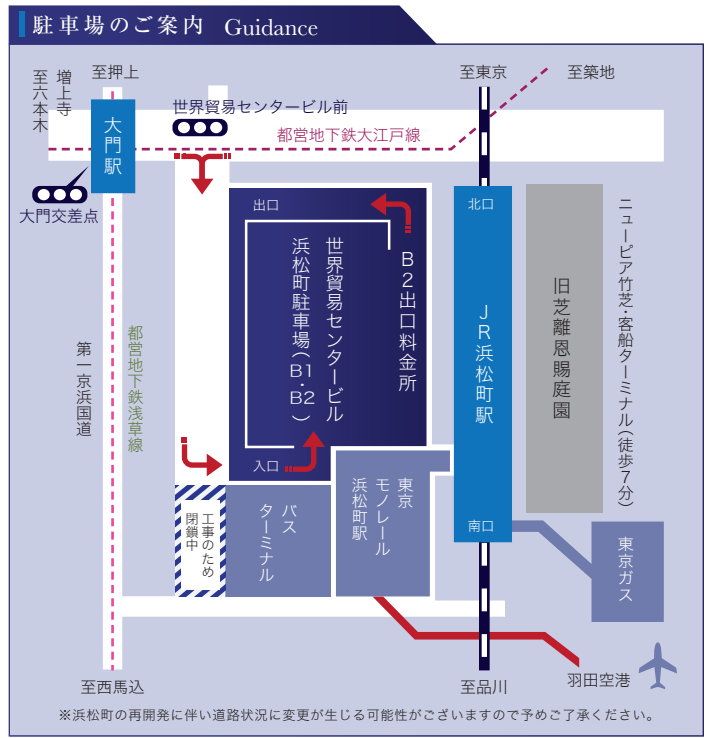 駐車場のご案内 Guidance
至六本木
増上寺
至押上
至東京
至築地
世界貿易センタービル前
都営地下鉄大江戸線
大門駅
大門交差点
出口
北口
B2出口料金所
世界貿易センタービル
浜松町駐車場(B1・B2)
入口
JR浜松町駅
旧芝離恩賜庭園
ニューピア竹芝・客船ターミナル(徒歩7分)
第一京浜国道
都営地下鉄浅草線
工事のため
閉鎖中
バス
ターミナル
東京
モノレール
浜松町駅
南口
東京ガス
至西馬込
至品川
羽田空港
※浜松町の再開発に伴い道路状況に変更が生じる可能性がございますので予めご了承ください。